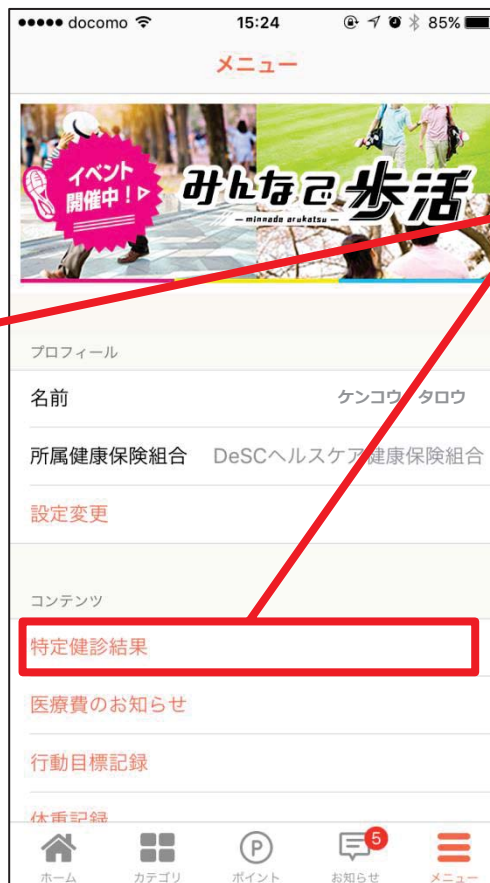 ●●●●● docomo 15:24 85%
メニュー
イベント
開催中！
みんなで歩活
— minnade arukatsu —
プロフィール
名前 ケンコウ タロウ
所属健康保険組合 DeSCヘルスケア健康保険組合
設定変更
コンテンツ
特定健診結果
医療費のお知らせ
行動目標記録
体重記録
5
ホーム カテゴリ ポイント お知らせ メニュー